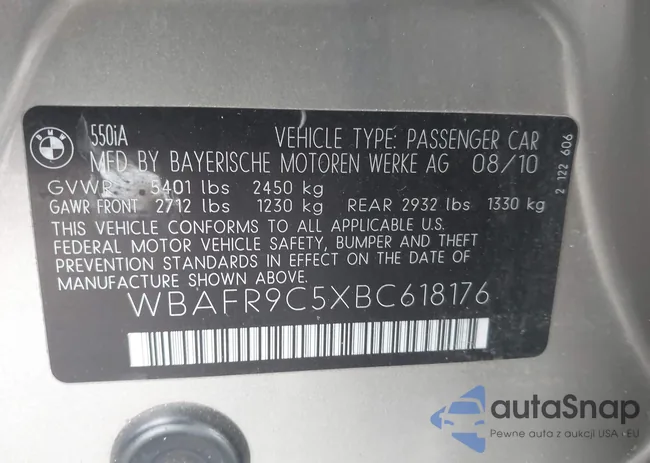 BMW
550iA
VEHICLE TYPE: PASSENGER CAR
MFD BY BAYERISCHE MOTOREN WERKE AG 08/10
GVWR 5401 lbs 2450 kg
GAWR FRONT 2712 lbs 1230 kg REAR 2932 lbs 1330 kg
THIS VEHICLE CONFORMS TO ALL APPLICABLE U.S.
FEDERAL MOTOR VEHICLE SAFETY, BUMPER AND THEFT
PREVENTION STANDARDS IN EFFECT ON THE DATE OF
MANUFACTURE SHOWN ABOVE.
WBAFR9C5XBC618176
2 122 606
autaSnap
Pewne auta z aukcji USA i EU